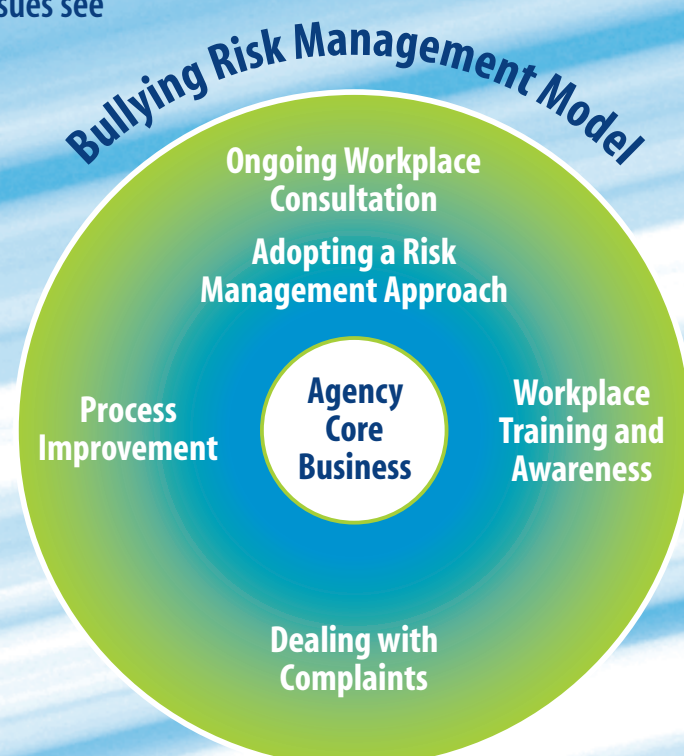 sues see
Bullying Risk Management Model
Ongoing Workplace
Consultation
Adopting a Risk
Management Approach
Process
Improvement
Agency
Core
Business
Workplace
Training and
Awareness
Dealing with
Complaints